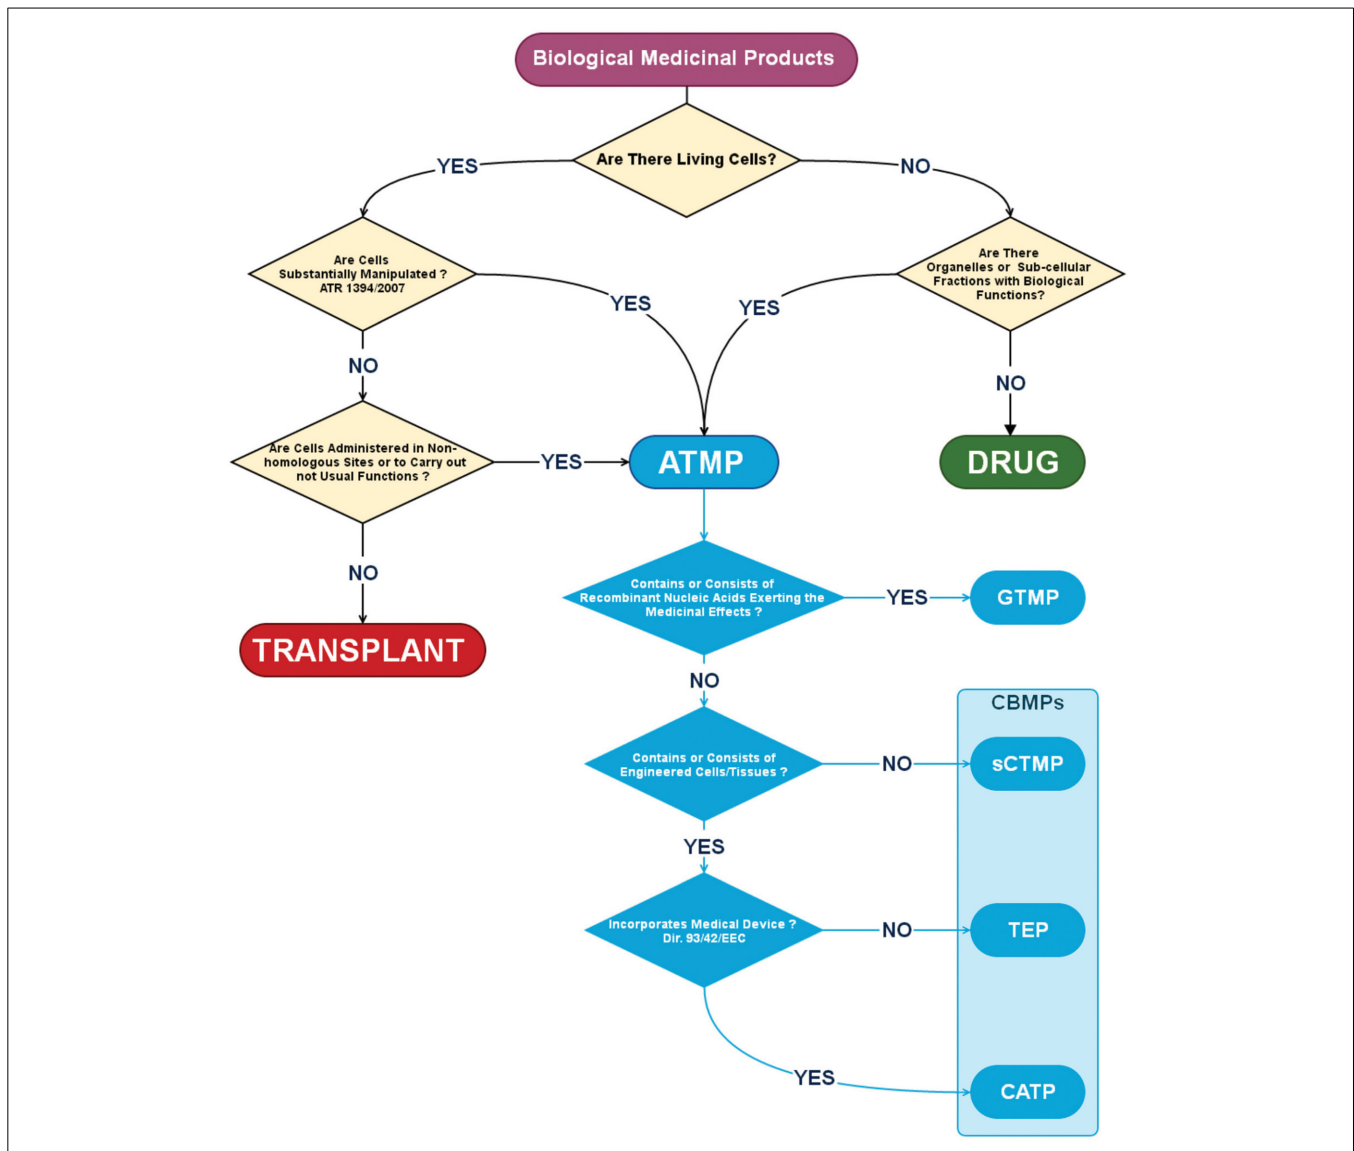 Biological Medicinal Products
Are There Living Cells?
YES
NO
Are Cells
Substantially Manipulated ?
ATR 1394/2007
Are There
Organelles or Sub-cellular
Fractions with Biological
Functions?
YES
YES
NO
NO
Are Cells Administered in Non-
homologous Sites or to Carry out
not Usual Functions ?
YES
ATMP
DRUG
NO
TRANSPLANT
Contains or Consists of
Recombinant Nucleic Acids Exerting the
Medicinal Effects ?
YES
GTMP
NO
CBMPs
Contains or Consists of
Engineered Cells/Tissues ?
NO
sCTMP
YES
Incorporates Medical Device ?
Dir. 93/42/EEC
NO
TEP
YES
CATP